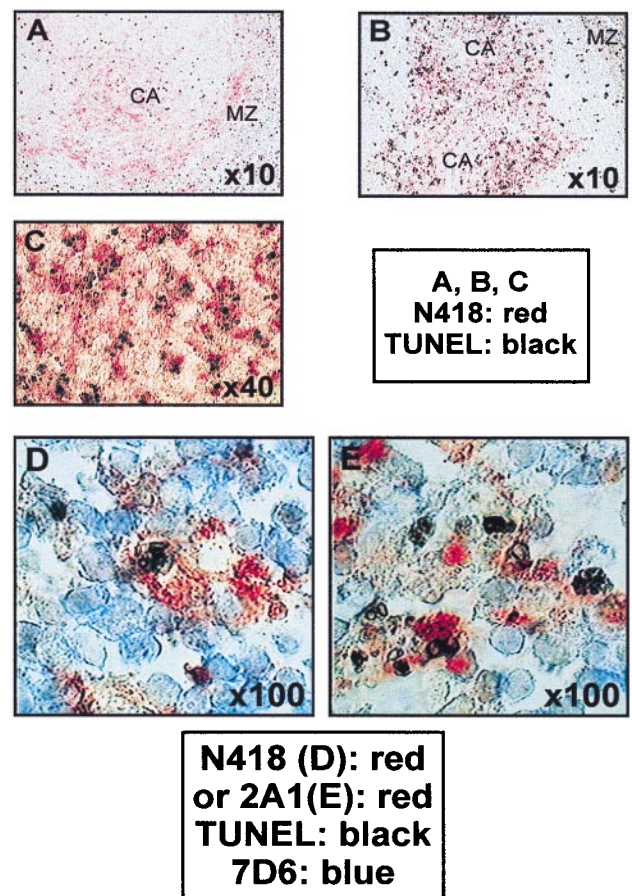 A
CA
MZ
x10
B
CA
MZ
CA
x10
C
x40
A, B, C
N418: red
TUNEL: black
D
x100
E
x100
N418 (D): red
or 2A1(E): red
TUNEL: black
7D6: blue